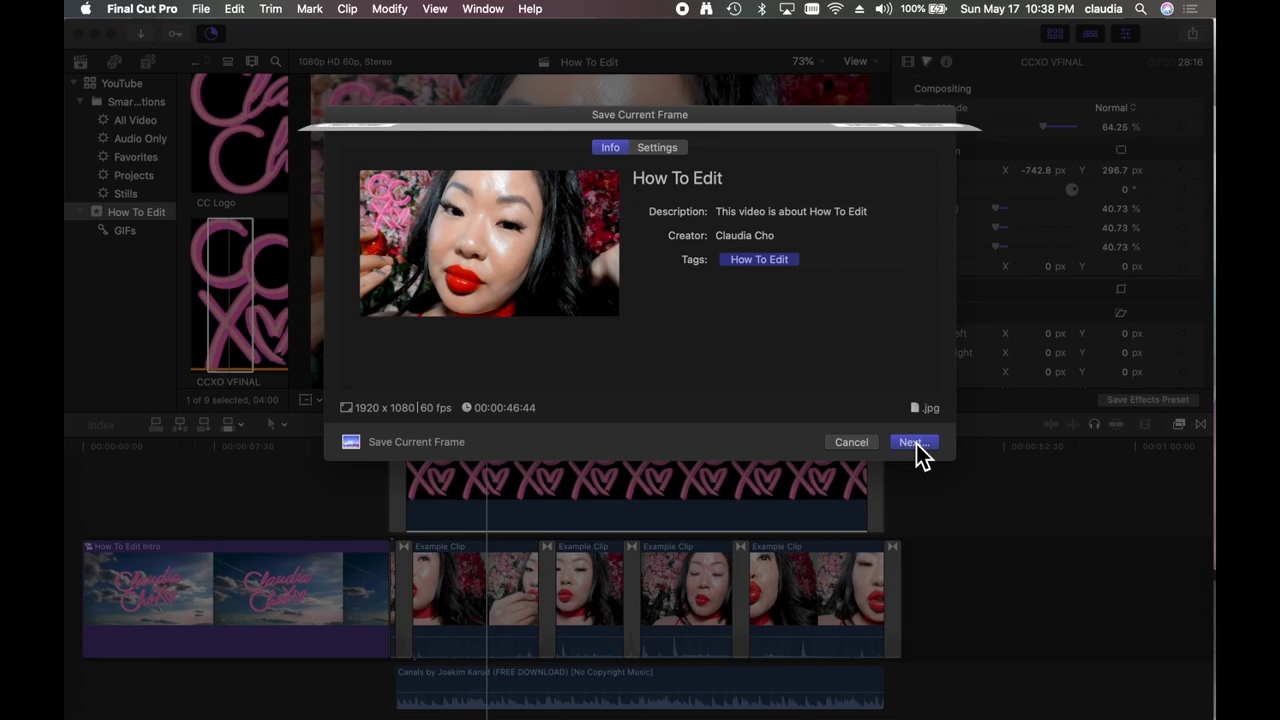 Final Cut Pro File Edit Trim Mark Clip Modify View Window Help 100% Sun May 17 10:38 PM claudia
1080p HD 60p, Stereo How To Edit 73% View CCXO VFINAL 28:16
YouTube
Smar...tions
All Video
Audio Only
Favorites
Projects
Stills
How To Edit
GIFs
CC Logo
CCXO VFINAL
1 of 9 selected, 04:00
Save Current Frame
Info Settings
How To Edit
Description: This video is about How To Edit
Creator: Claudia Cho
Tags: How To Edit
1920 x 1080 | 60 fps 00:00:46:44 .jpg
Save Current Frame Cancel Next...
Compositing
Normal
64.25 %
X -742.8 px Y 296.7 px
0 °
40.73 %
40.73 %
40.73 %
X 0 px Y 0 px
X 0 px Y 0 px
X 0 px Y 0 px
X 0 px Y 0 px
Save Effects Preset
Index
00:00:00:00 00:00:07:30 00:00:52:30 00:01:00:00
How To Edit Intro Example Clip Example Clip Example Clip Example Clip
Claudia Claudia
Canals by Joakim Karud (FREE DOWNLOAD) [No Copyright Music]